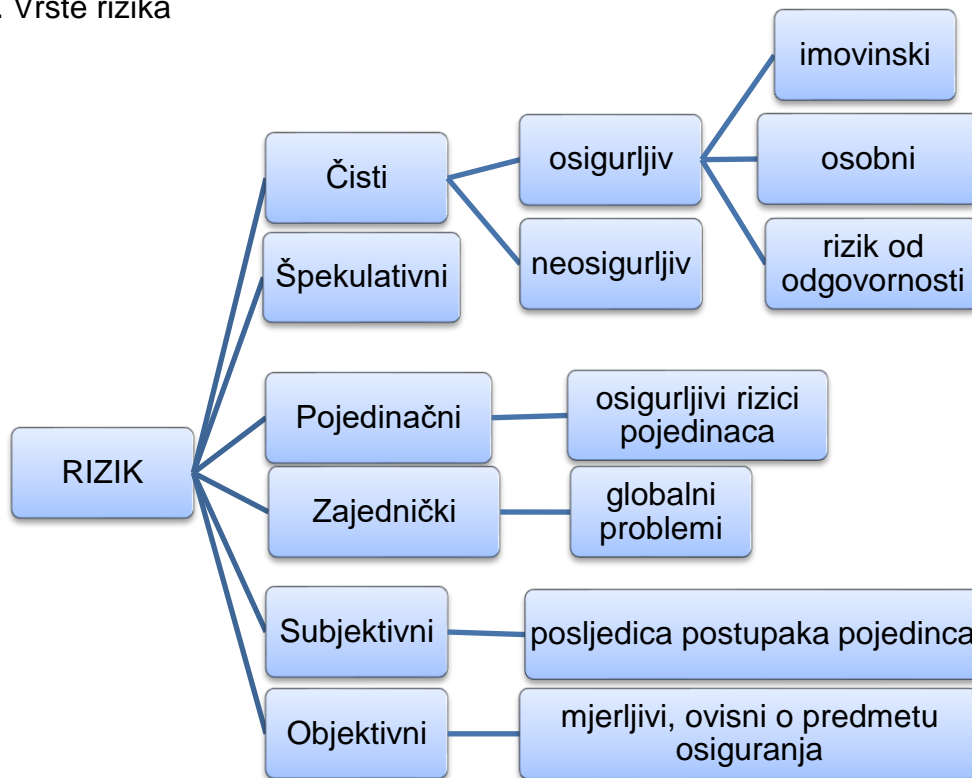 . Vrste rizika
imovinski
Čisti
osigurljiv
osobni
Špekulativni
neosigurljiv
rizik od
odgovornosti
Pojedinačni
osigurljivi rizici
pojedinaca
RIZIK
Zajednički
globalni
problemi
Subjektivni
posljedica postupaka pojedinca
Objektivni
mjerljivi, ovisni o predmetu
osiguranja